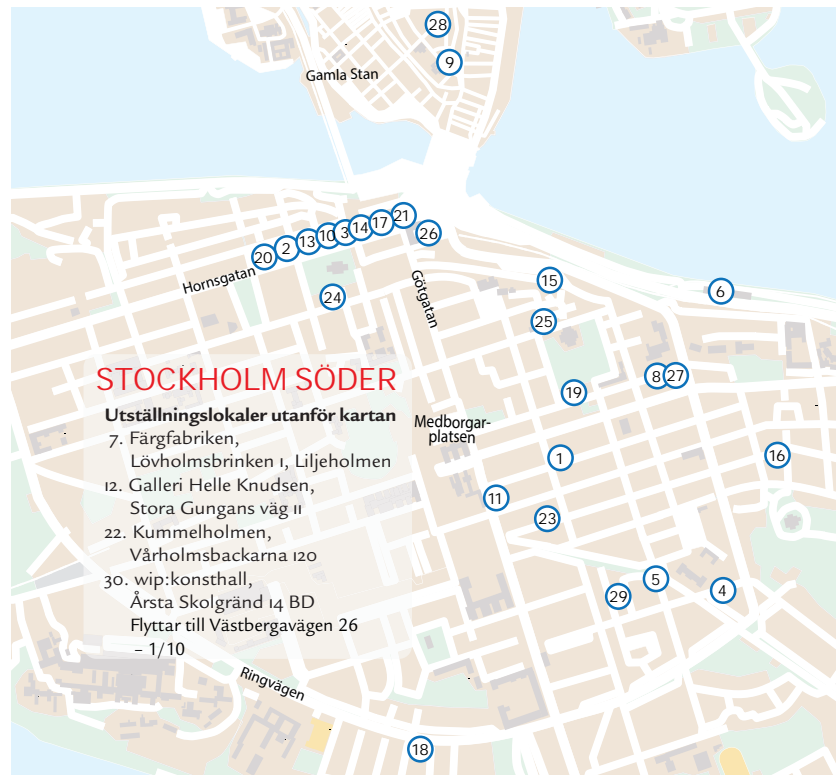 28
9
Gamla Stan
21
17
14
3
10
13
2
20
26
Hornsgatan
24
Götgatan
15
6
25
8
27
19
STOCKHOLM SÖDER
Utställningslokaler utanför kartan
7. Färgfabriken,
Lövholmsbrinken 1, Liljeholmen
12. Galleri Helle Knudsen,
Stora Gungans väg 11
22. Kummelholmen,
Vårholmsbackarna 120
30. wip:konsthall,
Årsta Skolgränd 14 BD
Flyttar till Västbergavägen 26
– 1/10
Medborgar-
platsen
1
16
11
23
5
4
29
Ringvägen
18